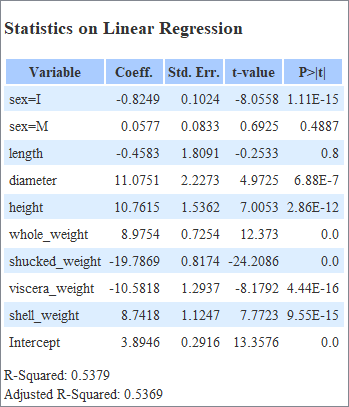 Statistics on Linear Regression
Variable Coeff. Std. Err. t-value P>|t|
sex=I -0.8249 0.1024 -8.0558 1.11E-15
sex=M 0.0577 0.0833 0.6925 0.4887
length -0.4583 1.8091 -0.2533 0.8
diameter 11.0751 2.2273 4.9725 6.88E-7
height 10.7615 1.5362 7.0053 2.86E-12
whole_weight 8.9754 0.7254 12.373 0.0
shucked_weight -19.7869 0.8174 -24.2086 0.0
viscera_weight -10.5818 1.2937 -8.1792 4.44E-16
shell_weight 8.7418 1.1247 7.7723 9.55E-15
Intercept 3.8946 0.2916 13.3576 0.0
R-Squared: 0.5379
Adjusted R-Squared: 0.5369